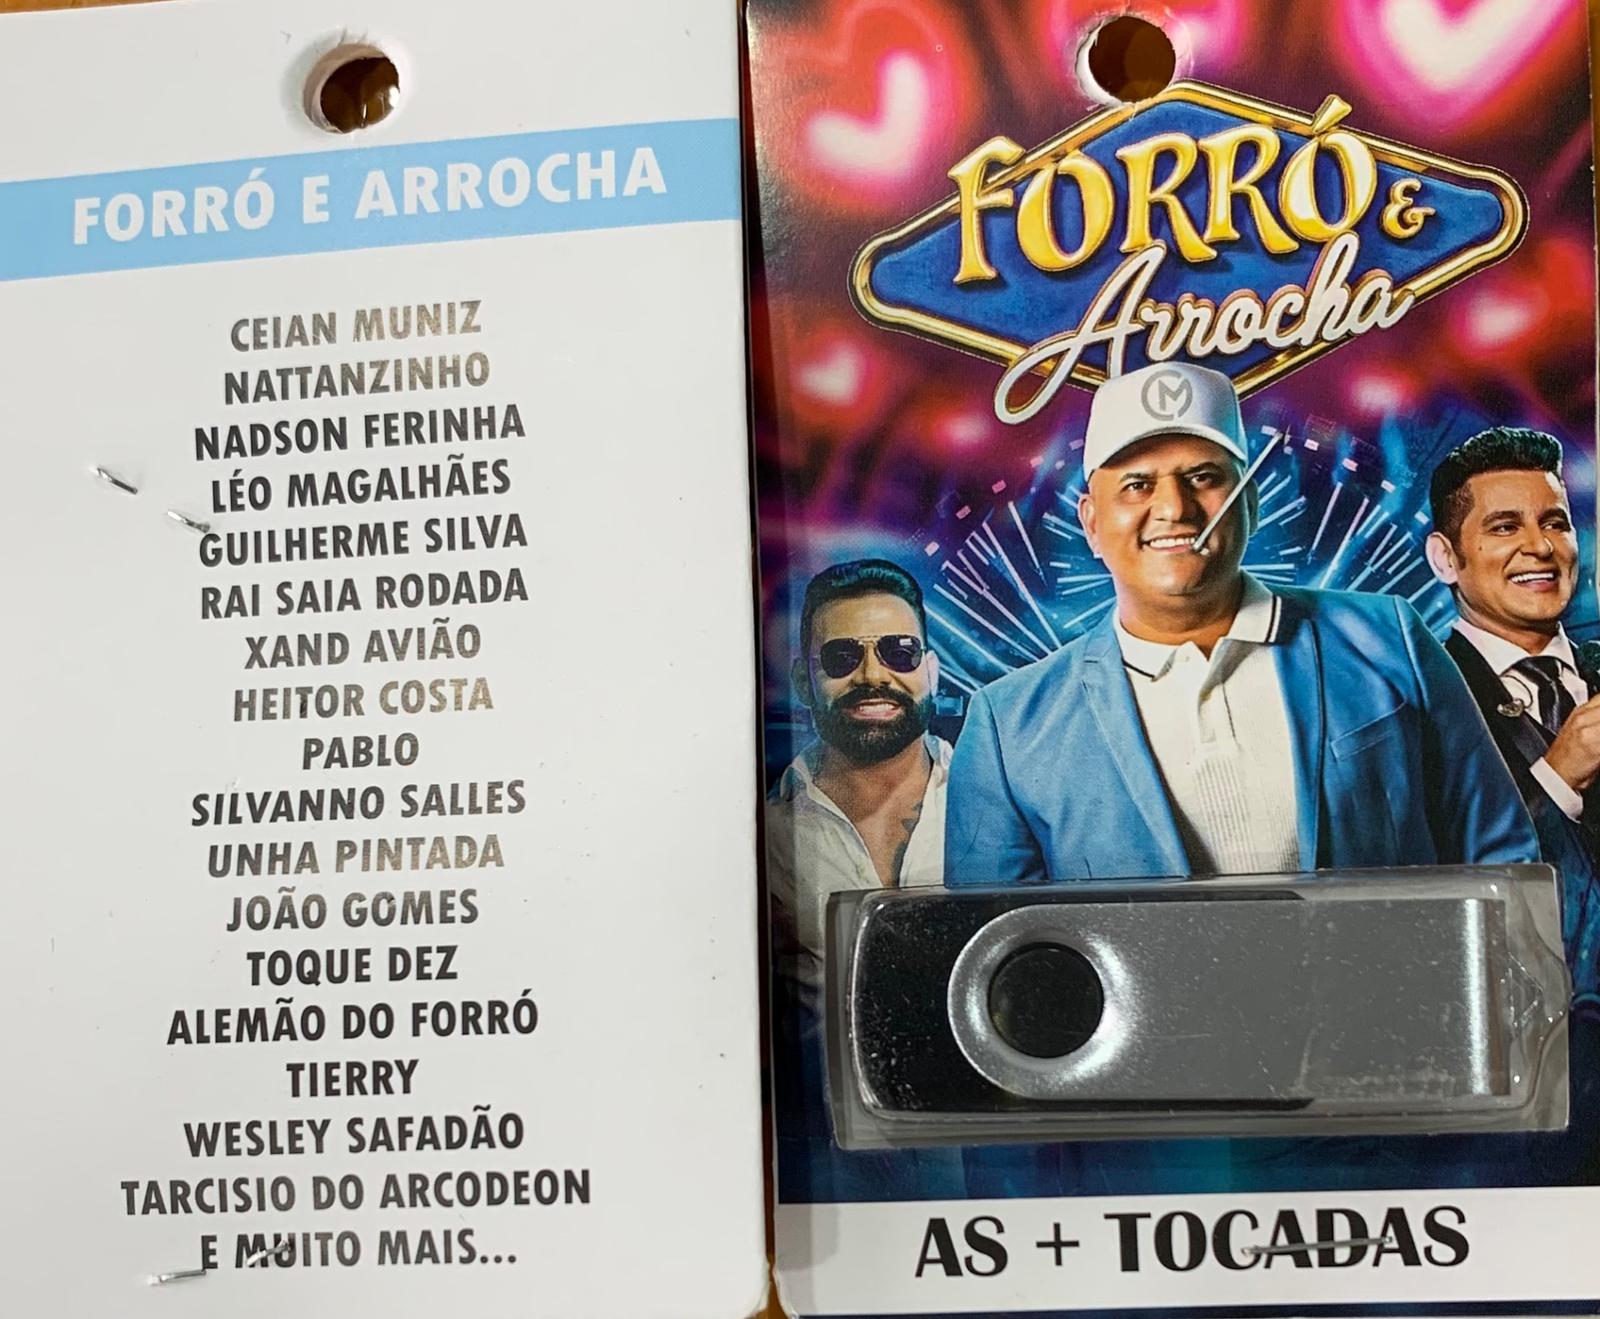 FORRÓ E ARROCHA
CEIAN MUNIZ
NATTANZINHO
NADSON FERINHA
LÉO MAGALHÃES
GUILHERME SILVA
RAI SAIA RODADA
XAND AVIÃO
HEITOR COSTA
PABLO
SILVANNO SALLES
UNHA PINTADA
JOÃO GOMES
TOQUE DEZ
ALEMÃO DO FORRÓ
TIERRY
WESLEY SAFADÃO
TARCISIO DO ARCODEON
E MUITO MAIS...
FORRÓ &
Arrocha
M
AS + TOCADAS